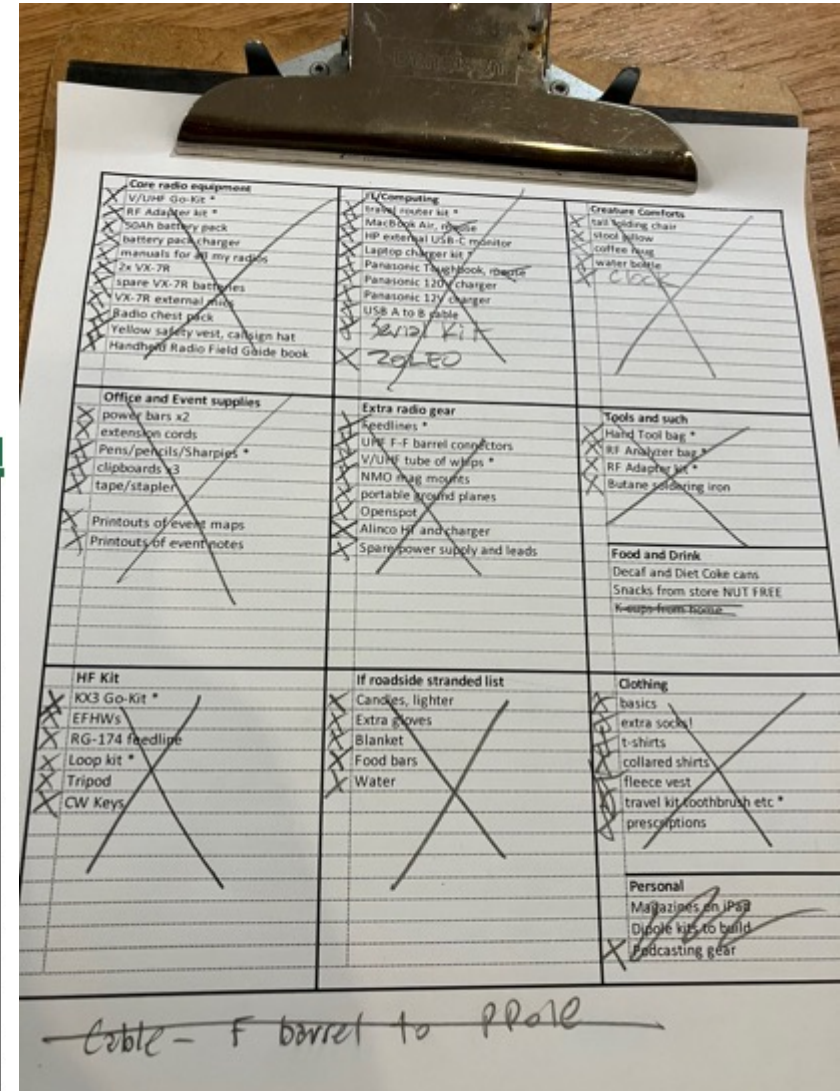 Core radio equipment
V/UHF Go-Kit *
RF Adapter kit *
50Ah battery pack
battery pack charger
manuals for all my radios
2x VX-7R
spare VX-7R batteries
VX-7R external mics
Radio chest pack
Yellow safety vest, callsign hat
Handheld Radio Field Guide book
IT/Computing
travel router kit *
MacBook Air, mouse
HP external USB-C monitor
Laptop charger kit *
Panasonic Toughbook, mouse
Panasonic 120V charger
Panasonic 12V charger
USB A to B cable
Serial Kit
ZOLEO
Creature Comforts
tall folding chair
stool pillow
coffee mug
water bottle
Clock
Office and Event supplies
power bars x2
extension cords
Pens/pencils/Sharpies *
clipboards x3
tape/stapler
Printouts of event maps
Printouts of event notes
Extra radio gear
Feedlines *
UHF F-F barrel connectors
V/UHF tube of whips *
NMO mag mounts
portable ground planes
Openspot
Alinco HT and charger
Spare power supply and leads
Tools and such
Hand Tool bag *
RF Analyzer bag *
RF Adapter kit *
Butane soldering iron
Food and Drink
Decaf and Diet Coke cans
Snacks from store NUT FREE
K-cups from home
HF Kit
KX3 Go-Kit *
EFHWs
RG-174 feedline
Loop kit *
Tripod
CW Keys
If roadside stranded list
Candles, lighter
Extra gloves
Blanket
Food bars
Water
Clothing
basics
extra socks!
t-shirts
collared shirts
fleece vest
travel kit toothbrush etc *
prescriptions
Personal
Magazines on iPad
Dipole kits to build
Podcasting gear
Cable - F barrel to PPole